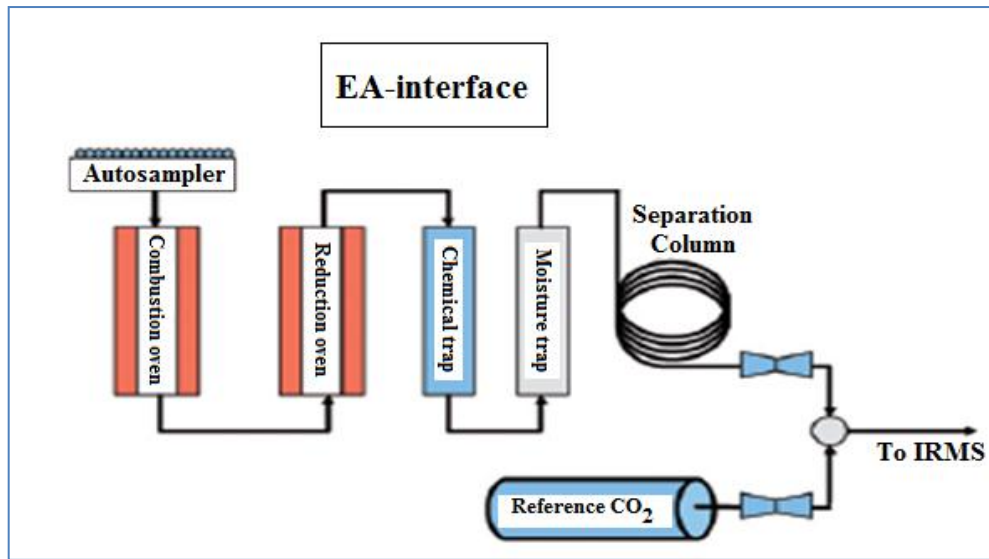 EA-interface
Autosampler
Combustion oven
Reduction oven
Chemical trap
Moisture trap
Separation
Column
To IRMS
Reference CO₂